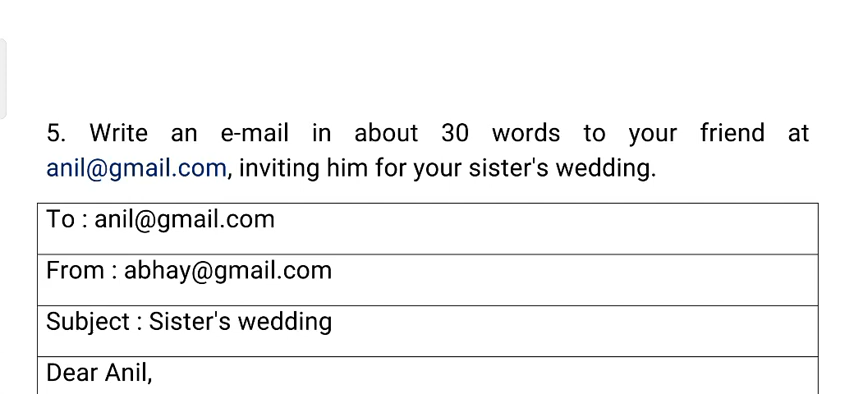 5. Write an e-mail in about 30 words to your friend at
anil@gmail.com, inviting him for your sister's wedding.
To : anil@gmail.com
From : abhay@gmail.com
Subject : Sister's wedding
Dear Anil,